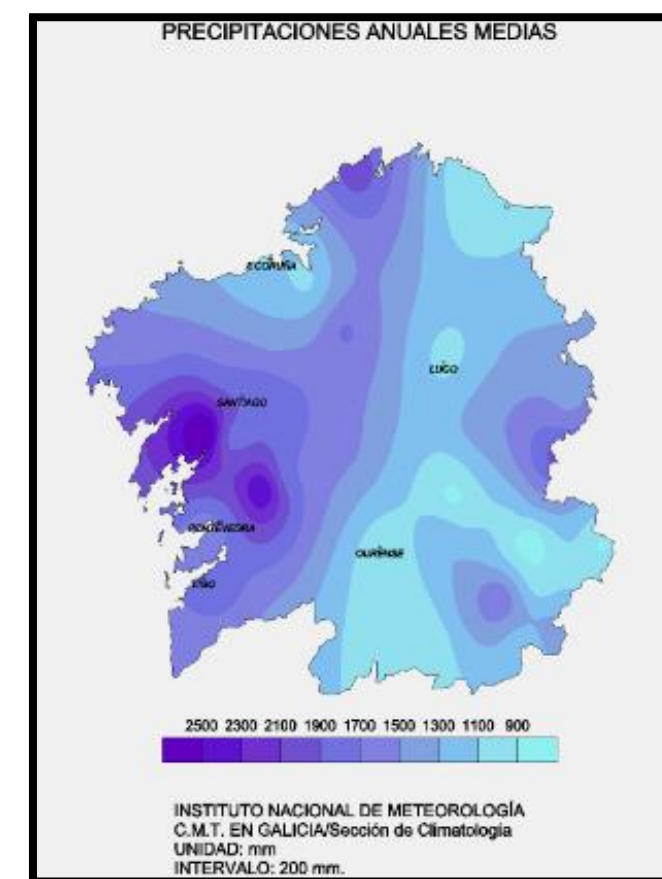 PRECIPITACIONES ANUALES MEDIAS
LUGO
SANTIAGO
PONTEVEDRA
OURENSE
VIGO
2500 2300 2100 1900 1700 1500 1300 1100 900
INSTITUTO NACIONAL DE METEOROLOGÍA
C.M.T. EN GALICIA/Sección de Climatología
UNIDAD: mm
INTERVALO: 200 mm.